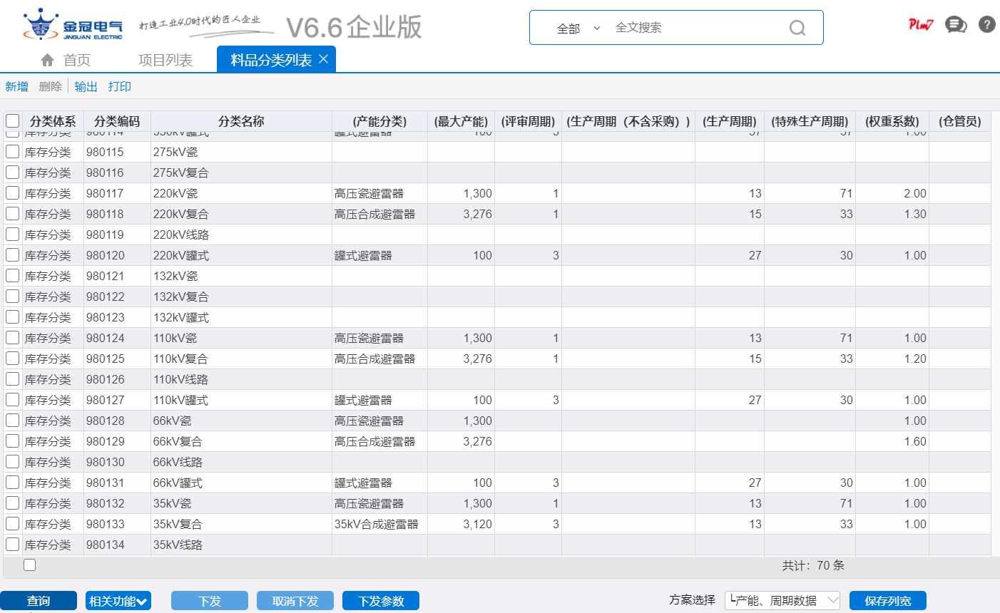 金冠电气
JINGUAN ELECTRIC
打造工业4.0时代的匠人企业
V6.6企业版
全部 全文搜索
Plm7
?
首页 项目列表 料品分类列表
新增 删除 输出 打印
分类体系 分类编码 分类名称 (产能分类) (最大产能) (评审周期) (生产周期（不含采购）) (生产周期) (特殊生产周期) (权重系数) (仓管员)
库存分类 980114 330kV罐式 罐式避雷器 100 3 37 37 1.00
库存分类 980115 275kV瓷
库存分类 980116 275kV复合
库存分类 980117 220kV瓷 高压瓷避雷器 1,300 1 13 71 2.00
库存分类 980118 220kV复合 高压合成避雷器 3,276 1 15 33 1.30
库存分类 980119 220kV线路
库存分类 980120 220kV罐式 罐式避雷器 100 3 27 30 1.00
库存分类 980121 132kV瓷
库存分类 980122 132kV复合
库存分类 980123 132kV罐式
库存分类 980124 110kV瓷 高压瓷避雷器 1,300 1 13 71 1.00
库存分类 980125 110kV复合 高压合成避雷器 3,276 1 15 33 1.20
库存分类 980126 110kV线路
库存分类 980127 110kV罐式 罐式避雷器 100 3 27 30 1.00
库存分类 980128 66kV瓷 高压瓷避雷器 1,300 1.00
库存分类 980129 66kV复合 高压合成避雷器 3,276 1.60
库存分类 980130 66kV线路
库存分类 980131 66kV罐式 罐式避雷器 100 3 27 30 1.00
库存分类 980132 35kV瓷 高压瓷避雷器 1,300 1 13 71 1.00
库存分类 980133 35kV复合 35kV合成避雷器 3,120 3 13 33 1.00
库存分类 980134 35kV线路
共计：70 条
查询 相关功能 下发 取消下发 下发参数 方案选择 └产能、周期数据 保存列宽